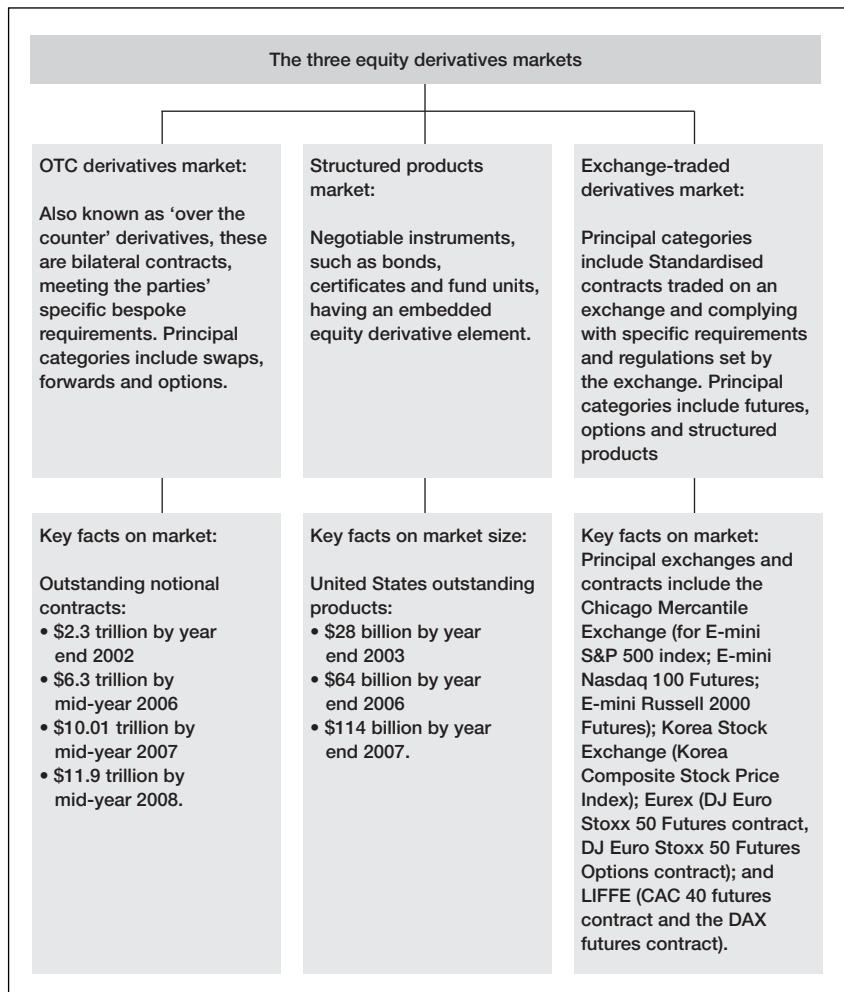 The three equity derivatives markets
OTC derivatives market:
Also known as ‘over the
counter’ derivatives, these
are bilateral contracts,
meeting the parties’
specific bespoke
requirements. Principal
categories include swaps,
forwards and options.
Structured products
market:
Negotiable instruments,
such as bonds,
certificates and fund units,
having an embedded
equity derivative element.
Exchange-traded
derivatives market:
Principal categories
include Standardised
contracts traded on an
exchange and complying
with specific requirements
and regulations set by
the exchange. Principal
categories include futures,
options and structured
products
Key facts on market:
Outstanding notional
contracts:
• $2.3 trillion by year
end 2002
• $6.3 trillion by
mid-year 2006
• $10.01 trillion by
mid-year 2007
• $11.9 trillion by
mid-year 2008.
Key facts on market size:
United States outstanding
products:
• $28 billion by year
end 2003
• $64 billion by year
end 2006
• $114 billion by year
end 2007.
Key facts on market:
Principal exchanges and
contracts include the
Chicago Mercantile
Exchange (for E-mini
S&P 500 index; E-mini
Nasdaq 100 Futures;
E-mini Russell 2000
Futures); Korea Stock
Exchange (Korea
Composite Stock Price
Index); Eurex (DJ Euro
Stoxx 50 Futures contract,
DJ Euro Stoxx 50 Futures
Options contract); and
LIFFE (CAC 40 futures
contract and the DAX
futures contract).